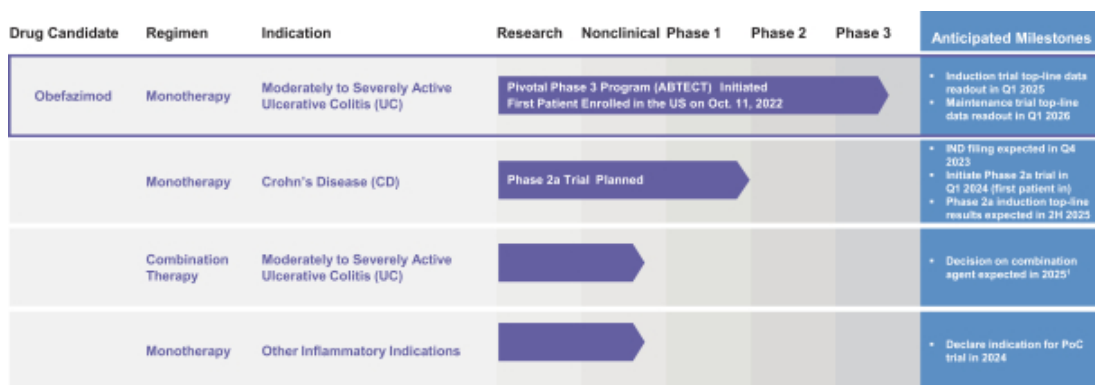 Drug Candidate Regimen Indication Research Nonclinical Phase 1 Phase 2 Phase 3 Anticipated Milestones
Obefazimod
Monotherapy
Moderately to Severely Active
Ulcerative Colitis (UC)
Pivotal Phase 3 Program (ABTECT) Initiated
First Patient Enrolled in the US on Oct. 11, 2022
• Induction trial top-line data
readout in Q1 2025
• Maintenance trial top-line
data readout in Q1 2026
Monotherapy
Crohn's Disease (CD)
Phase 2a Trial Planned
• IND filing expected in Q4
2023
• Initiate Phase 2a trial in
Q1 2024 (first patient in)
• Phase 2a induction top-line
results expected in 2H 2025
Combination
Therapy
Moderately to Severely Active
Ulcerative Colitis (UC)
• Decision on combination
agent expected in 2025¹
Monotherapy
Other Inflammatory Indications
• Declare indication for PoC
trial in 2024